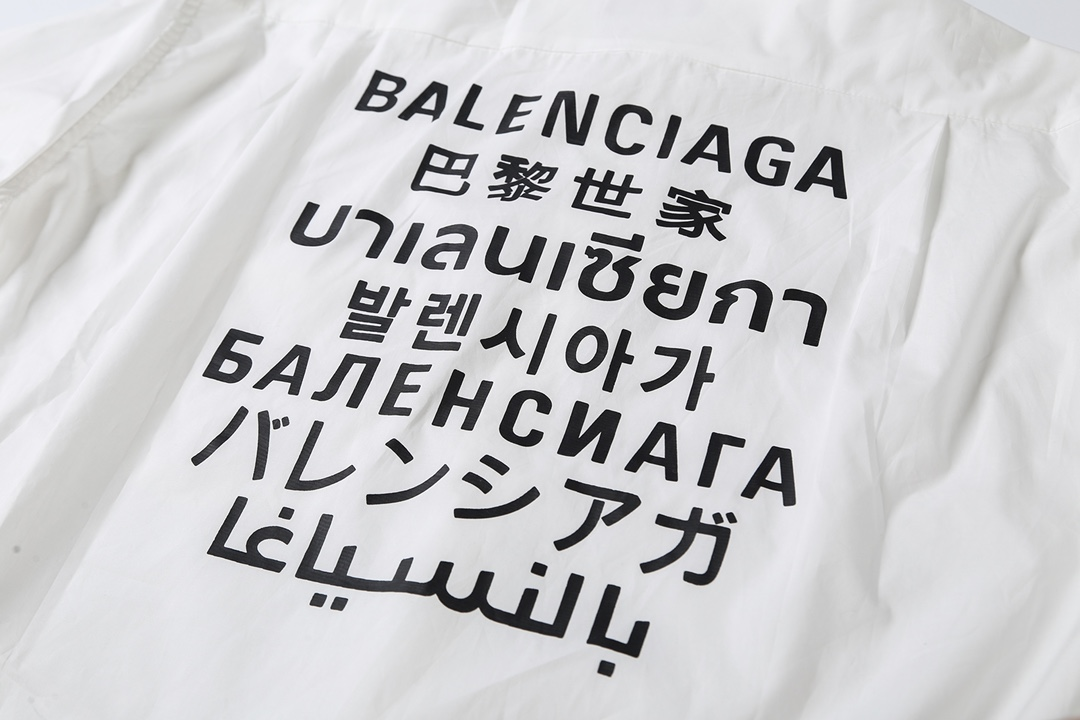 BALENCIAGA
巴黎世家
บาเลนเซียกา
발렌시아가
БАЛЕНСИАГА
バレンシアガ
بالنسياغا